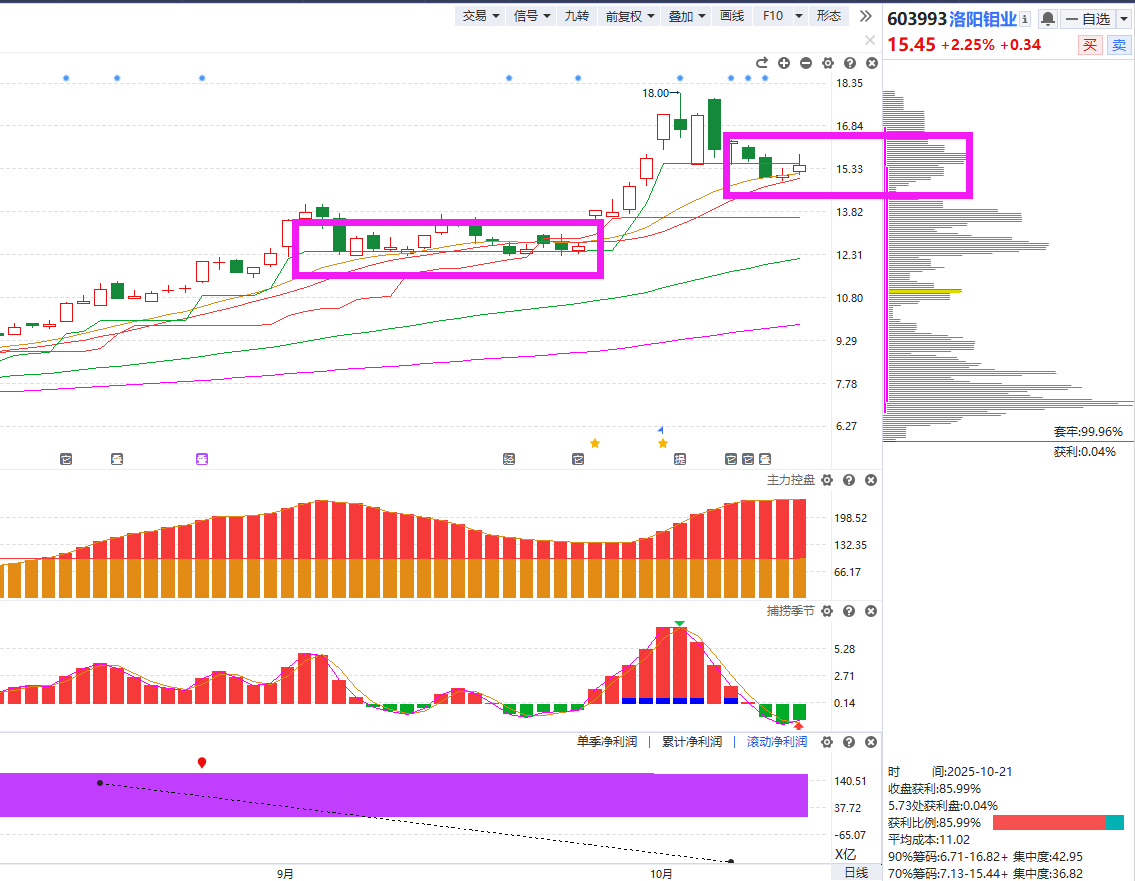 交易 信号 九转 前复权 叠加 画线 F10 形态
603993 洛阳钼业 自选
15.45 +2.25% +0.34 买 卖
18.35
18.00
16.84
15.33
13.82
12.31
10.80
9.29
7.78
6.27
套牢:99.96%
获利:0.04%
主力控盘
198.52
132.35
66.17
捕捞季节
5.28
2.71
0.14
单季净利润 | 累计净利润 | 滚动净利润
140.51
37.72
-65.07
X亿
9月 10月 日线
时 间:2025-10-21
收盘获利:85.99%
5.73处获利盘:0.04%
获利比例:85.99%
平均成本:11.02
90%筹码:6.71-16.82+ 集中度:42.95
70%筹码:7.13-15.44+ 集中度:36.82